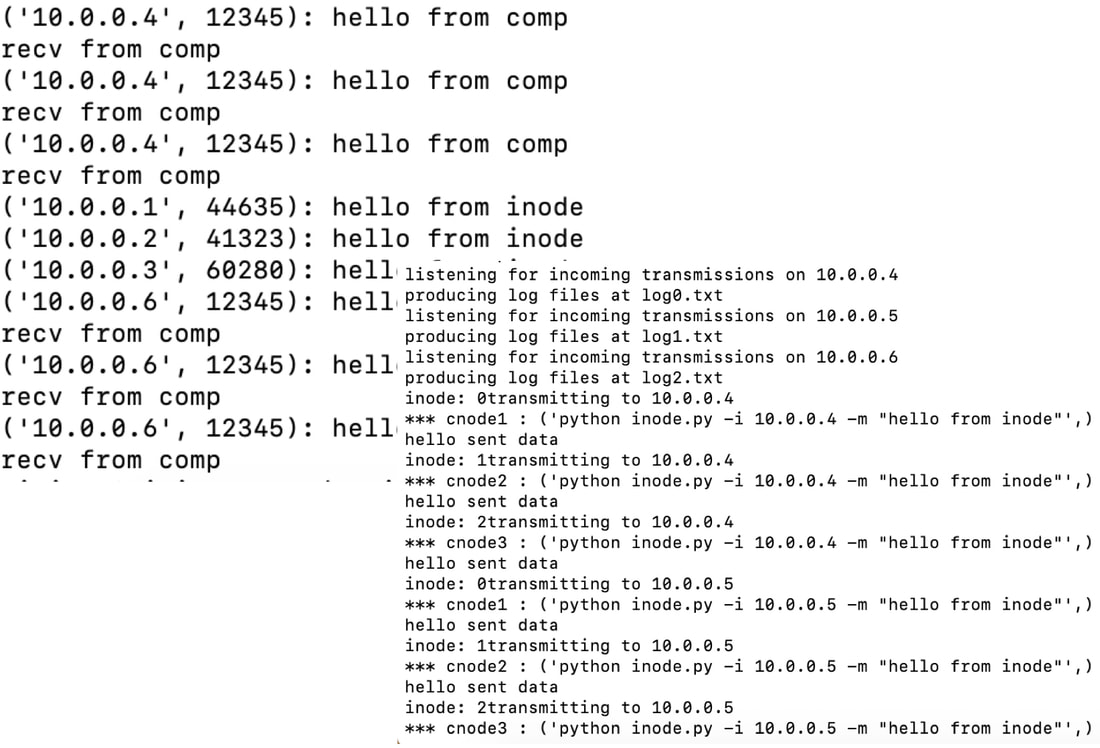 ('10.0.0.4', 12345): hello from comp
recv from comp
('10.0.0.4', 12345): hello from comp
recv from comp
('10.0.0.4', 12345): hello from comp
recv from comp
('10.0.0.1', 44635): hello from inode
('10.0.0.2', 41323): hello from inode
('10.0.0.3', 60280): hell
('10.0.0.6', 12345): hell
recv from comp
('10.0.0.6', 12345): hell
recv from comp
('10.0.0.6', 12345): hell
recv from comp
listening for incoming transmissions on 10.0.0.4
producing log files at log0.txt
listening for incoming transmissions on 10.0.0.5
producing log files at log1.txt
listening for incoming transmissions on 10.0.0.6
producing log files at log2.txt
inode: 0transmitting to 10.0.0.4
*** cnode1 : ('python inode.py -i 10.0.0.4 -m "hello from inode"',)
hello sent data
inode: 1transmitting to 10.0.0.4
*** cnode2 : ('python inode.py -i 10.0.0.4 -m "hello from inode"',)
hello sent data
inode: 2transmitting to 10.0.0.4
*** cnode3 : ('python inode.py -i 10.0.0.4 -m "hello from inode"',)
hello sent data
inode: 0transmitting to 10.0.0.5
*** cnode1 : ('python inode.py -i 10.0.0.5 -m "hello from inode"',)
hello sent data
inode: 1transmitting to 10.0.0.5
*** cnode2 : ('python inode.py -i 10.0.0.5 -m "hello from inode"',)
hello sent data
inode: 2transmitting to 10.0.0.5
*** cnode3 : ('python inode.py -i 10.0.0.5 -m "hello from inode"',)